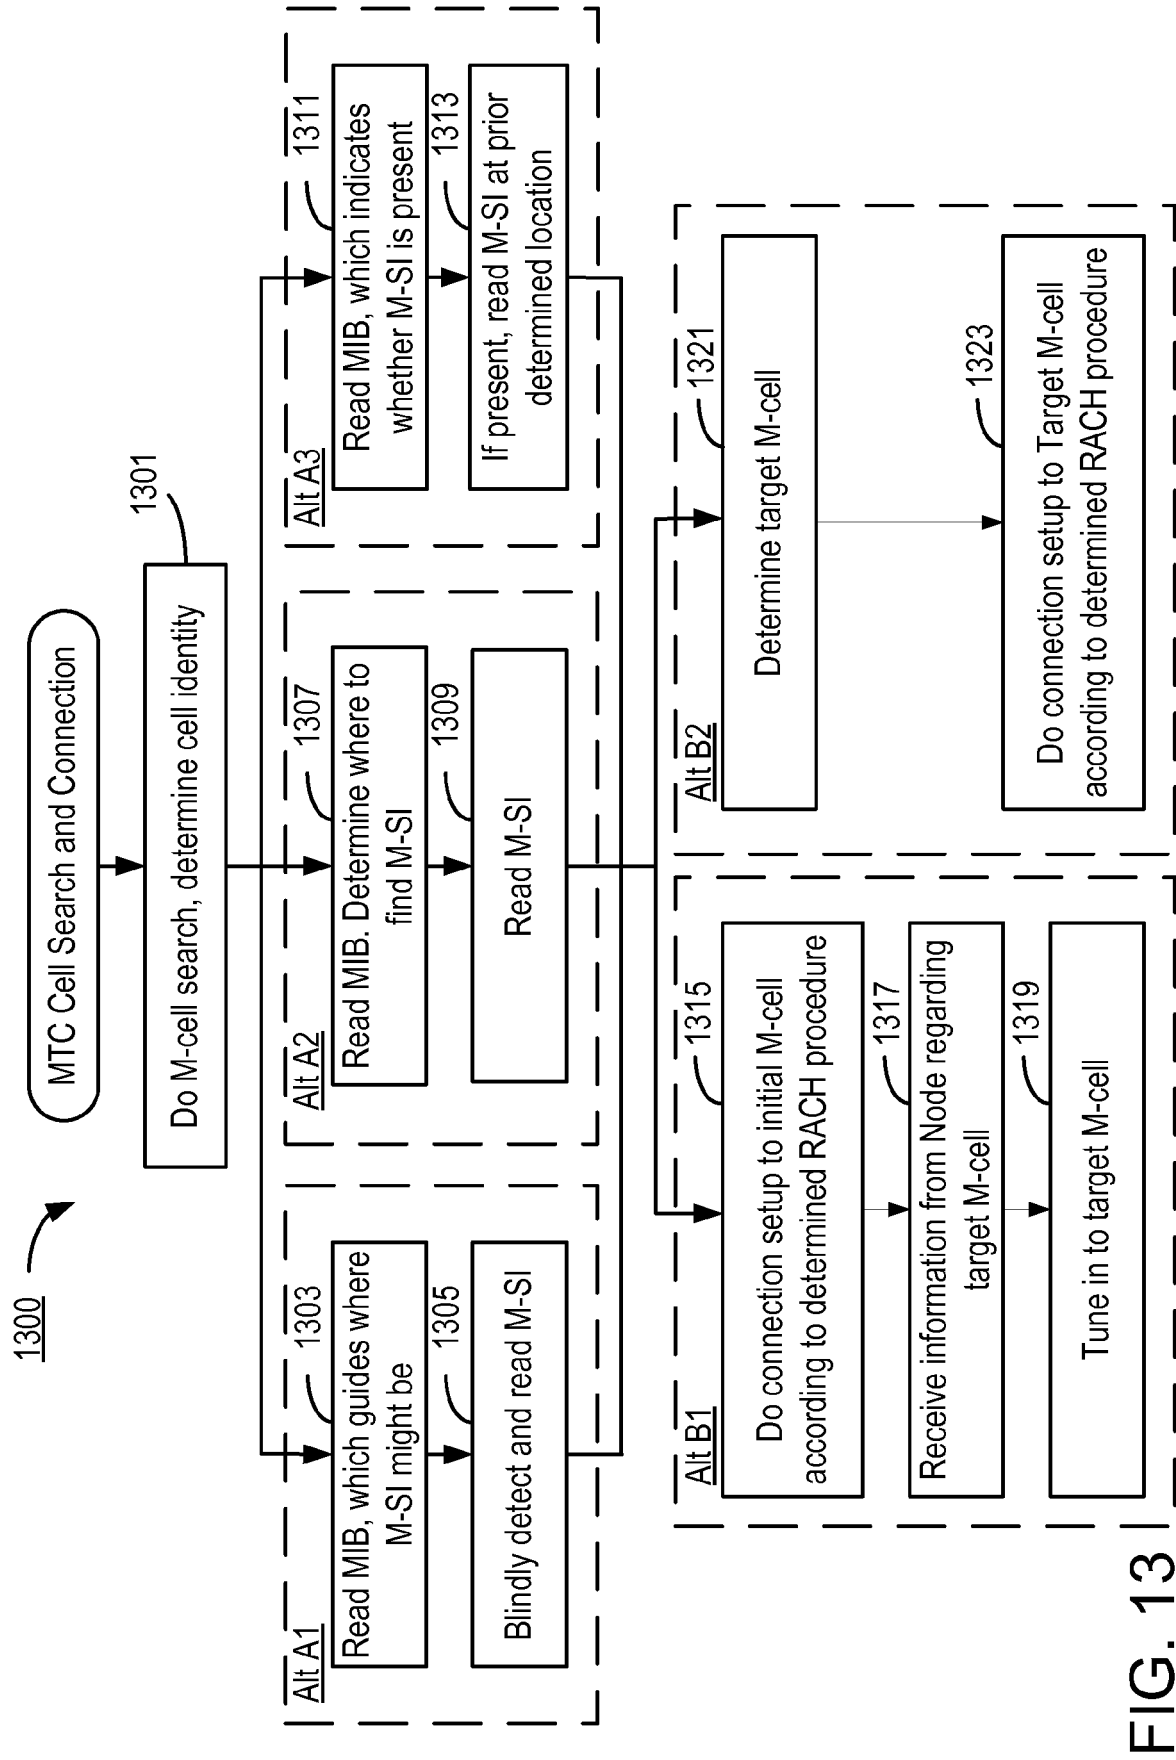 1300
MTC Cell Search and Connection
1301
Do M-cell search, determine cell identity
Alt A1
1303
Read MIB, which guides where
M-SI might be
1305
Blindly detect and read M-SI
Alt A2
1307
Read MIB. Determine where to
find M-SI
1309
Read M-SI
Alt A3
1311
Read MIB, which indicates
whether M-SI is present
1313
If present, read M-SI at prior
determined location
Alt B1
1315
Do connection setup to initial M-cell
according to determined RACH procedure
1317
Receive information from Node regarding
target M-cell
1319
Tune in to target M-cell
Alt B2
1321
Determine target M-cell
1323
Do connection setup to Target M-cell
according to determined RACH procedure
FIG. 13